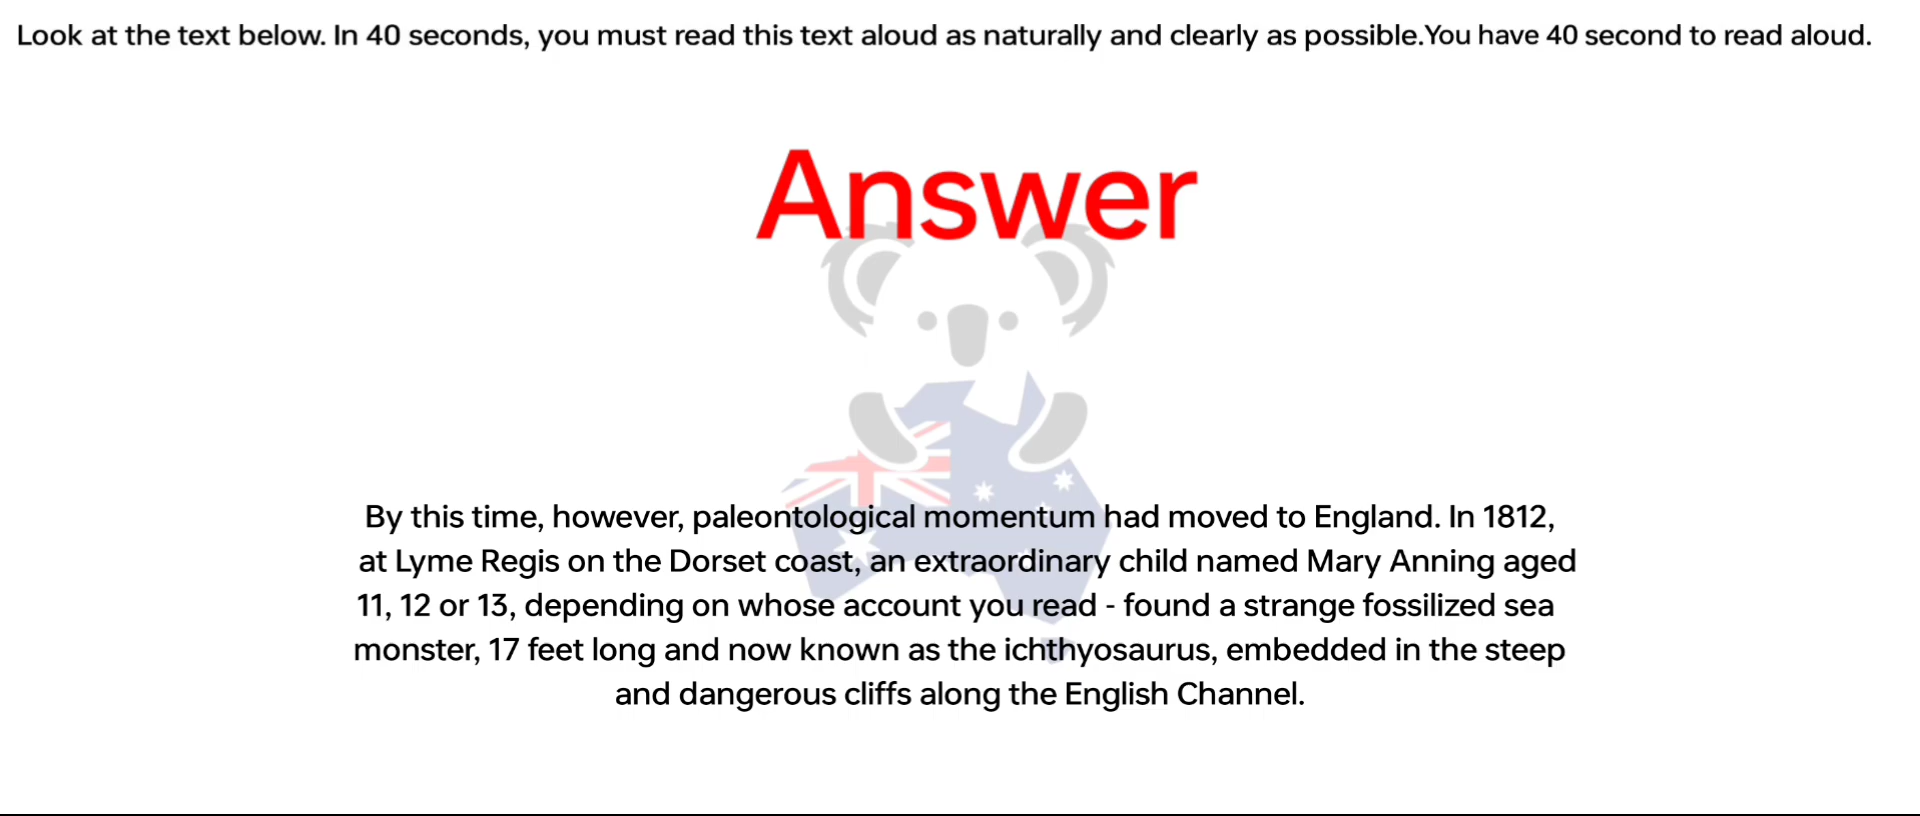 Look at the text below. In 40 seconds, you must read this text aloud as naturally and clearly as possible.You have 40 second to read aloud.
Answer
By this time, however, paleontological momentum had moved to England. In 1812,
at Lyme Regis on the Dorset coast, an extraordinary child named Mary Anning aged
11, 12 or 13, depending on whose account you read - found a strange fossilized sea
monster, 17 feet long and now known as the ichthyosaurus, embedded in the steep
and dangerous cliffs along the English Channel.